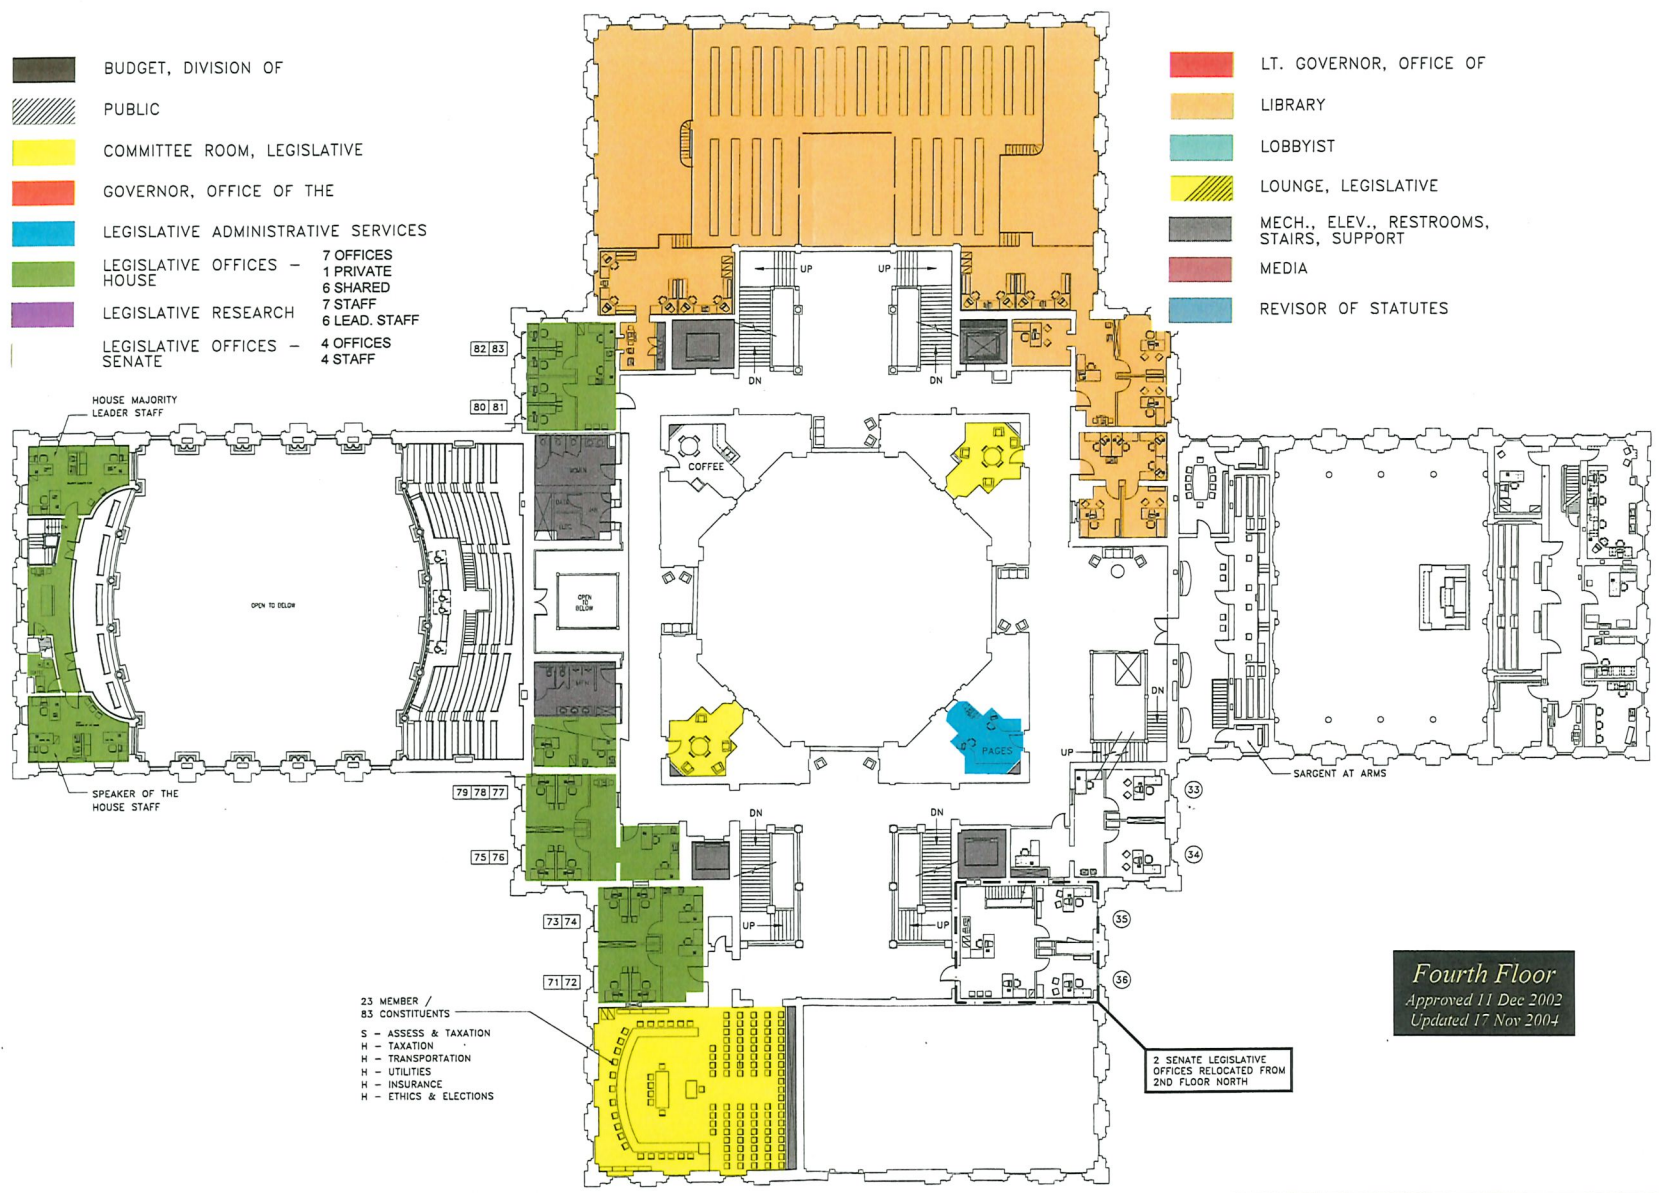 BUDGET, DIVISION OF
PUBLIC
COMMITTEE ROOM, LEGISLATIVE
GOVERNOR, OFFICE OF THE
LEGISLATIVE ADMINISTRATIVE SERVICES
LEGISLATIVE OFFICES –
HOUSE
7 OFFICES
1 PRIVATE
6 SHARED
7 STAFF
6 LEAD. STAFF
LEGISLATIVE RESEARCH
LEGISLATIVE OFFICES –
SENATE
4 OFFICES
4 STAFF
LT. GOVERNOR, OFFICE OF
LIBRARY
LOBBYIST
LOUNGE, LEGISLATIVE
MECH., ELEV., RESTROOMS,
STAIRS, SUPPORT
MEDIA
REVISOR OF STATUTES
UP
UP
DN
DN
82 83
80 81
HOUSE MAJORITY
LEADER STAFF
COFFEE
WOMEN
OPEN TO BELOW
OPEN
TO
BELOW
DN
UP
PAGES
SARGENT AT ARMS
SPEAKER OF THE
HOUSE STAFF
79 78 77
75 76
33
34
DN
DN
UP
UP
73 74
71 72
35
36
23 MEMBER /
83 CONSTITUENTS
S – ASSESS & TAXATION
H – TAXATION
H – TRANSPORTATION
H – UTILITIES
H – INSURANCE
H – ETHICS & ELECTIONS
Fourth Floor
Approved 11 Dec 2002
Updated 17 Nov 2004
2 SENATE LEGISLATIVE
OFFICES RELOCATED FROM
2ND FLOOR NORTH